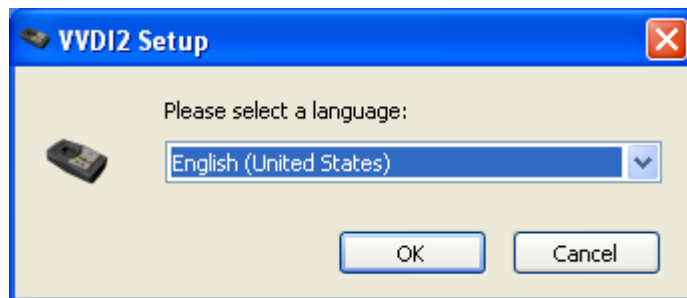 VVDI2 Setup
Please select a language:
English (United States)
OK
Cancel